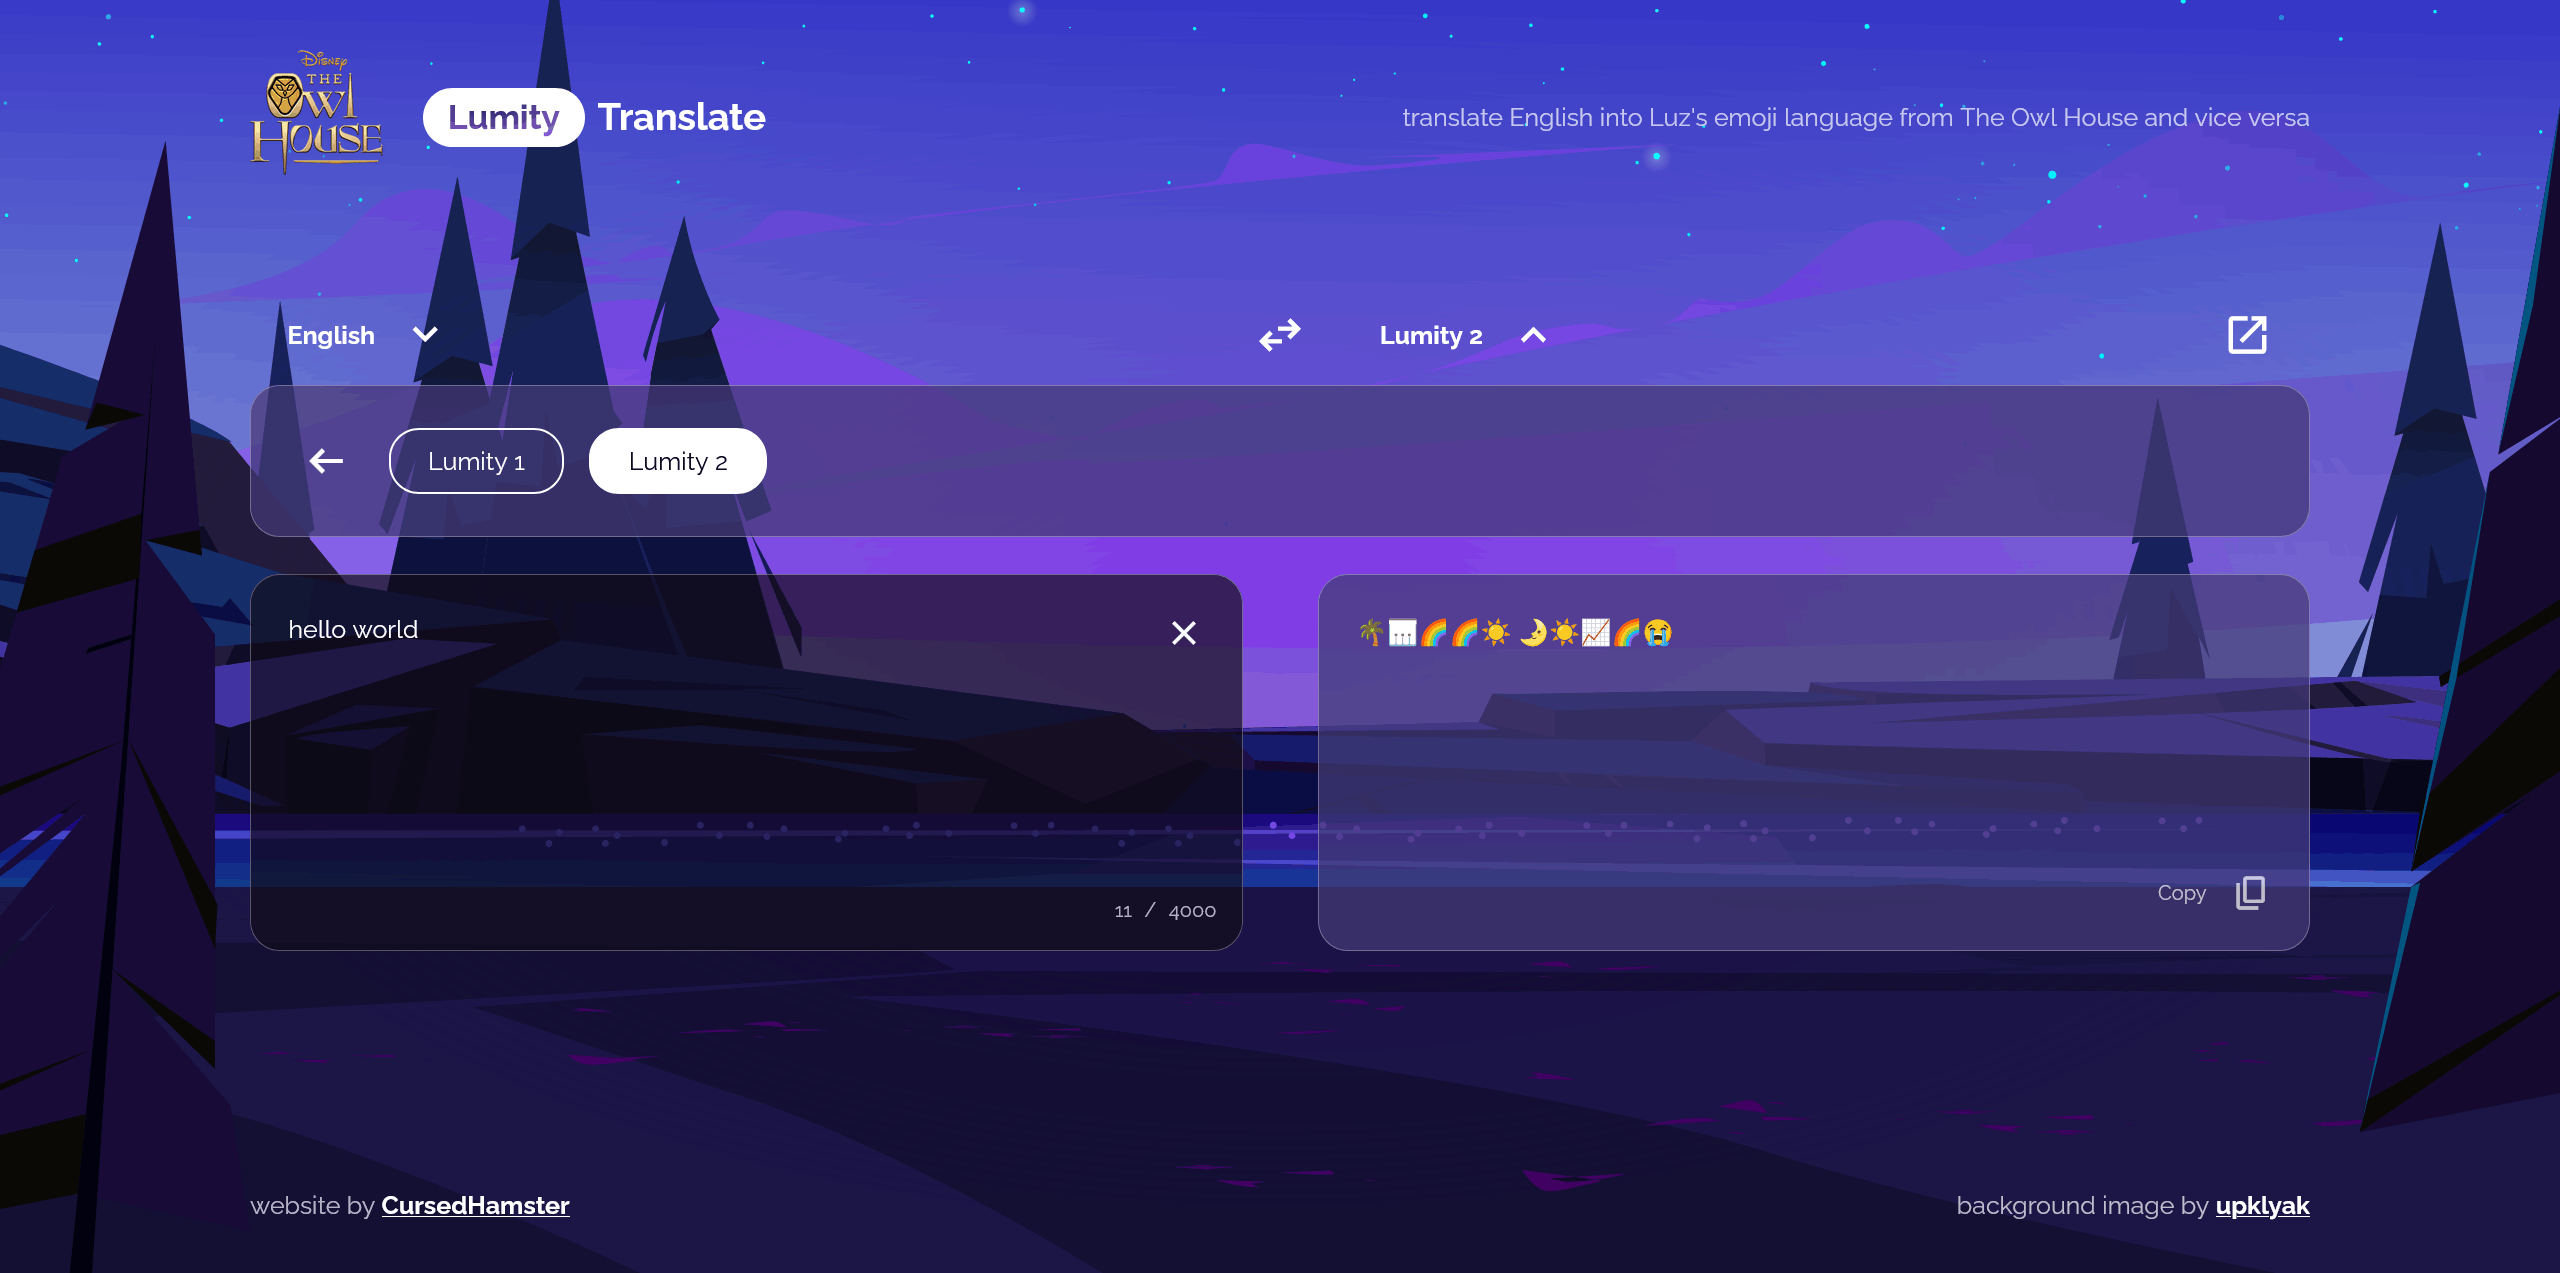 Disney
THE
OWL
HOUSE
Lumity Translate
translate English into Luz's emoji language from The Owl House and vice versa
English
Lumity 2
Lumity 1
Lumity 2
hello world
🌴🎹🌈🌈☀️ 🌛☀️📈🌈😭
11 / 4000
Copy
website by CursedHamster
background image by upklyak